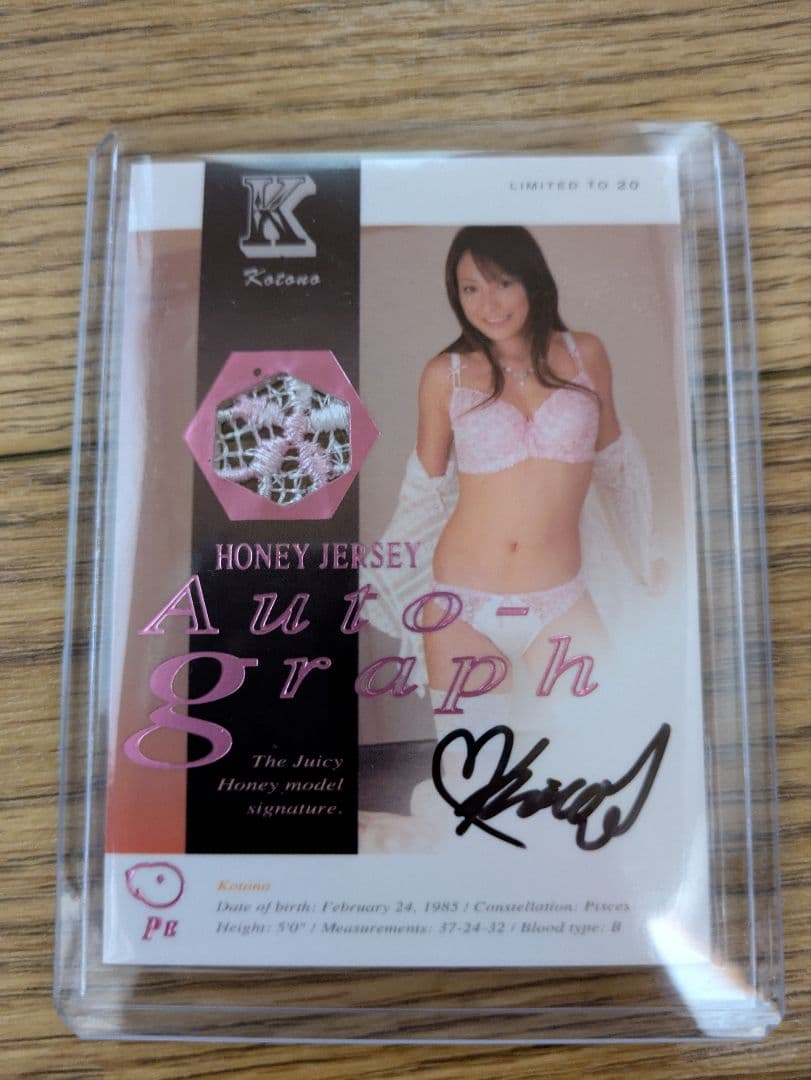 LIMITED TO 20
K
Kotono
HONEY JERSEY
Auto-
graph
The Juicy
Honey model
signature.
Kotono
Date of birth: February 24, 1985 / Constellation: Pisces
Height: 5'0" / Measurements: 37-24-32 / Blood type: B